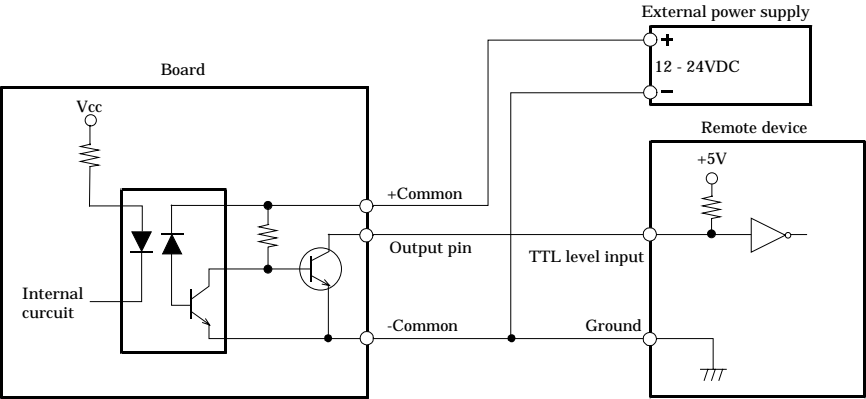 External power supply
+
12 - 24VDC
−
Board
Vcc
Remote device
+5V
+Common
Output pin
TTL level input
Internal
curcuit
-Common
Ground